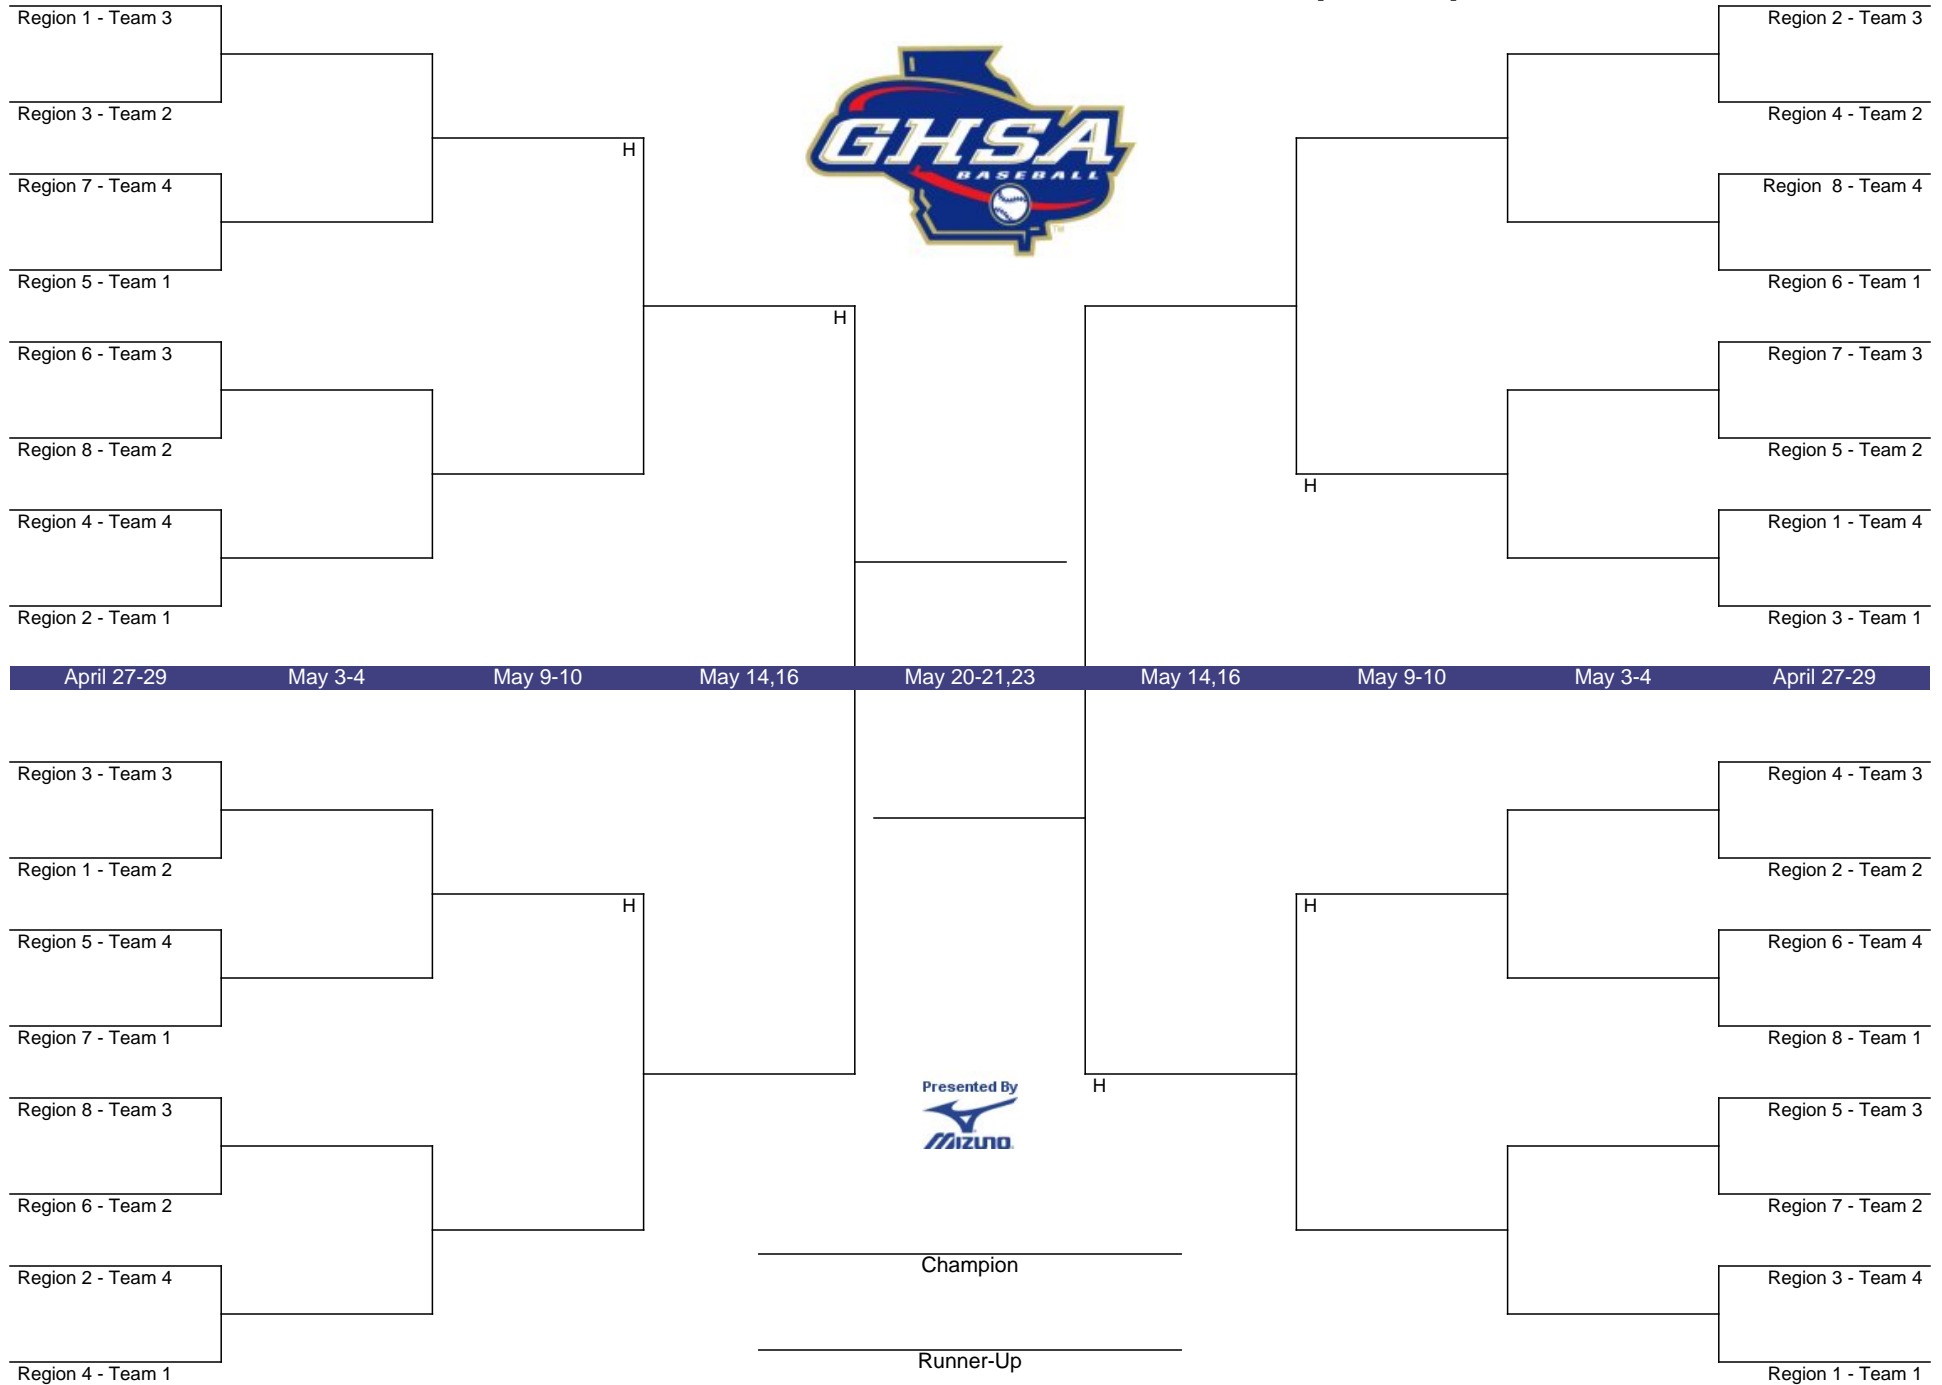 Region 1 - Team 3
Region 3 - Team 2
Region 7 - Team 4
Region 5 - Team 1
Region 6 - Team 3
Region 8 - Team 2
Region 4 - Team 4
Region 2 - Team 1
H
H
GHSA
BASEBALL
TM
Region 2 - Team 3
Region 4 - Team 2
Region 8 - Team 4
Region 6 - Team 1
Region 7 - Team 3
Region 5 - Team 2
Region 1 - Team 4
Region 3 - Team 1
H
April 27-29 May 3-4 May 9-10 May 14,16 May 20-21,23 May 14,16 May 9-10 May 3-4 April 27-29
Region 3 - Team 3
Region 1 - Team 2
Region 5 - Team 4
Region 7 - Team 1
Region 8 - Team 3
Region 6 - Team 2
Region 2 - Team 4
Region 4 - Team 1
H
Presented By
MIZUNO
Champion
Runner-Up
H
H
Region 4 - Team 3
Region 2 - Team 2
Region 6 - Team 4
Region 8 - Team 1
Region 5 - Team 3
Region 7 - Team 2
Region 3 - Team 4
Region 1 - Team 1